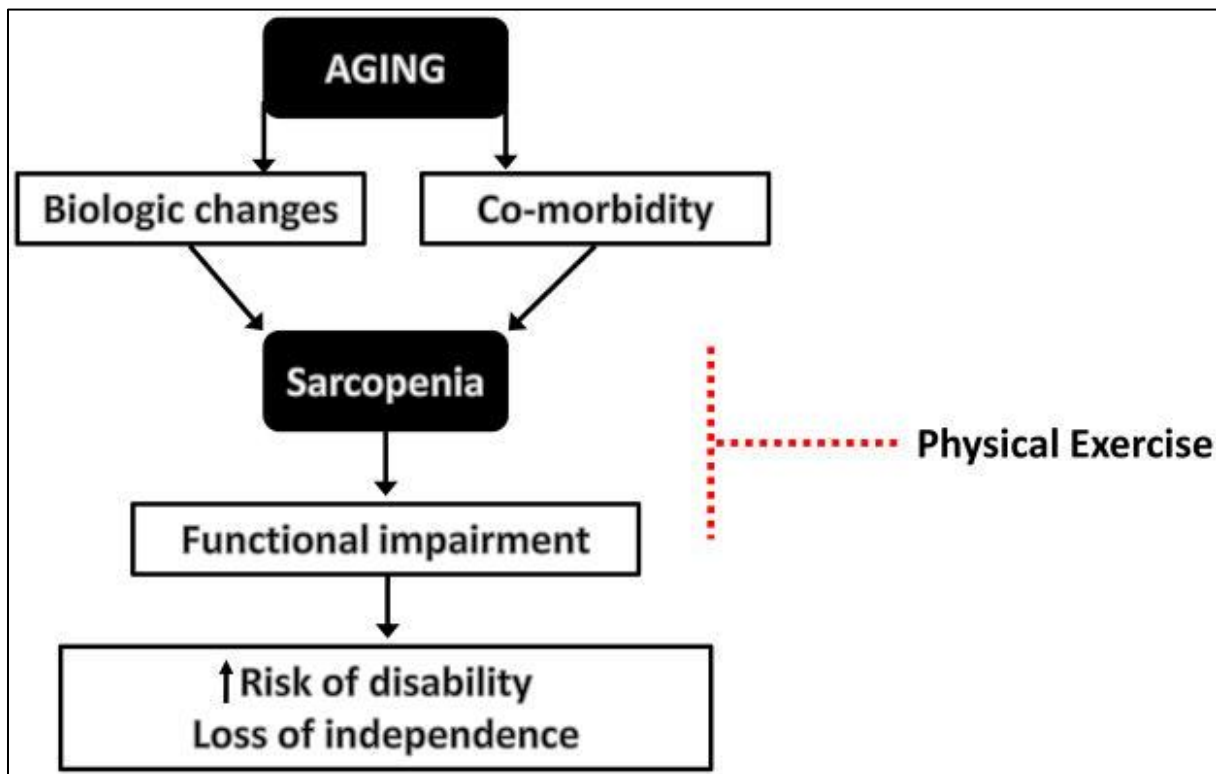 AGING
Biologic changes
Co-morbidity
Sarcopenia
Physical Exercise
Functional impairment
↑Risk of disability
Loss of independence